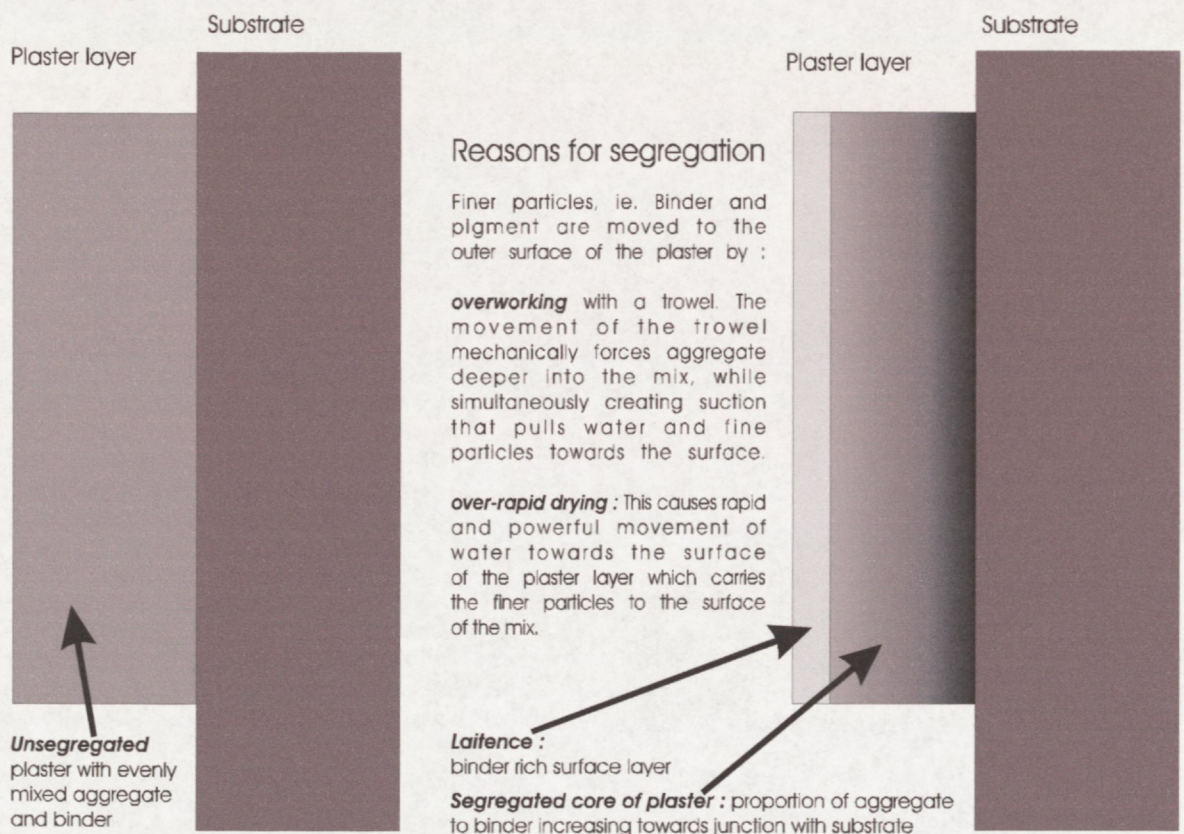 Substrate
Plaster layer
Unsegregated
plaster with evenly
mixed aggregate
and binder
Reasons for segregation
Finer particles, ie. Binder and
pigment are moved to the
outer surface of the plaster by :
overworking with a trowel. The
movement of the trowel
mechanically forces aggregate
deeper into the mix, while
simultaneously creating suction
that pulls water and fine
particles towards the surface.
over-rapid drying : This causes rapid
and powerful movement of
water towards the surface
of the plaster layer which carries
the finer particles to the surface
of the mix.
Laitence :
binder rich surface layer
Segregated core of plaster : proportion of aggregate
to binder increasing towards junction with substrate
Substrate
Plaster layer